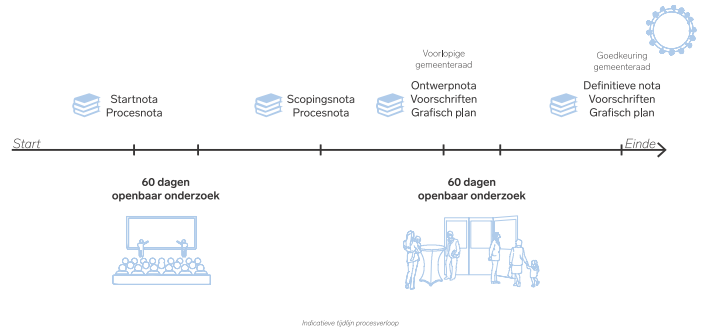 Voorlopige
gemeenteraad
Goedkeuring
gemeenteraad
Startnota
Procesnota
Scopingsnota
Procesnota
Ontwerpnota
Voorschriften
Grafisch plan
Definitieve nota
Voorschriften
Grafisch plan
Start
Einde
60 dagen
openbaar onderzoek
60 dagen
openbaar onderzoek
Indicatieve tijdlijn procesverloop